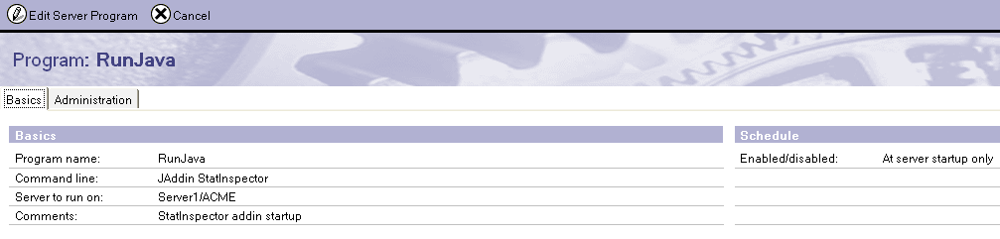 Edit Server Program Cancel
Program: RunJava
Basics Administration
Basics Schedule
Program name: RunJava Enabled/disabled: At server startup only
Command line: JAddin StatInspector
Server to run on: Server1/ACME
Comments: StatInspector addin startup